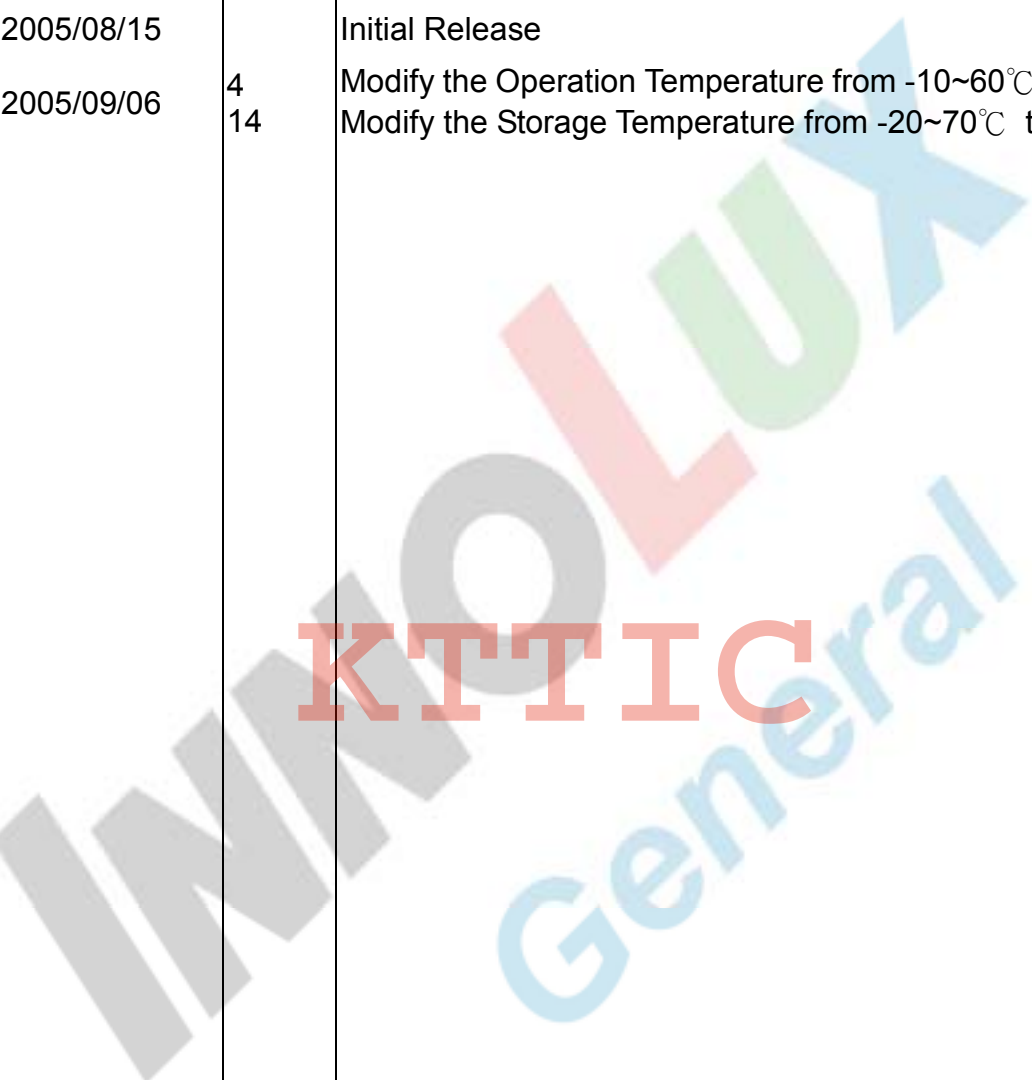 2005/08/15 Initial Release
2005/09/06 4 Modify the Operation Temperature from -10~60℃
14 Modify the Storage Temperature from -20~70℃
INNOLUX
General
KTTIC